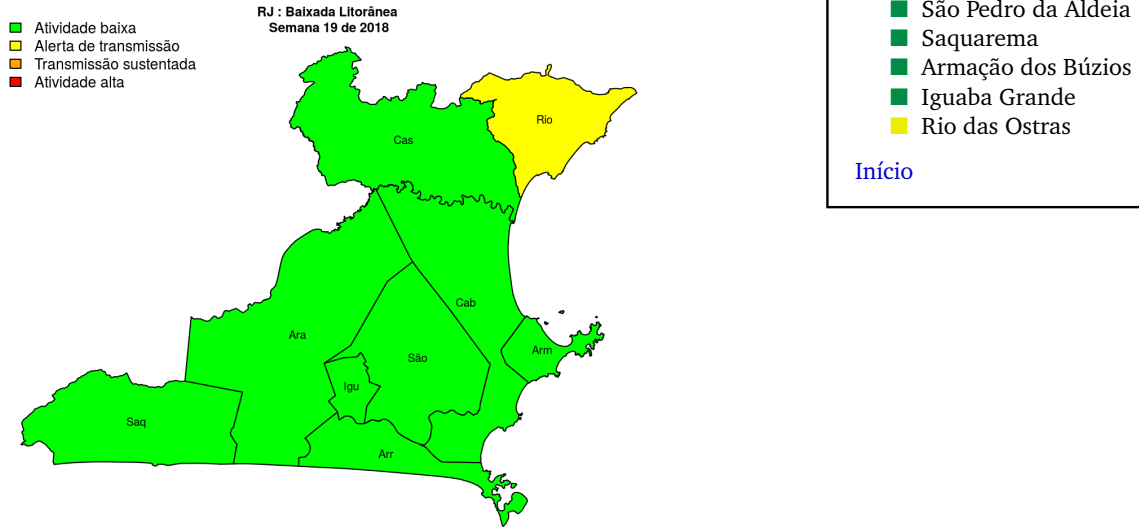 RJ : Baixada Litorânea
Semana 19 de 2018
Atividade baixa
Alerta de transmissão
Transmissão sustentada
Atividade alta
Rio
Cas
Cab
Ara
São
Arm
Igu
Saq
Arr
São Pedro da Aldeia
Saquarema
Armação dos Búzios
Iguaba Grande
Rio das Ostras
Início